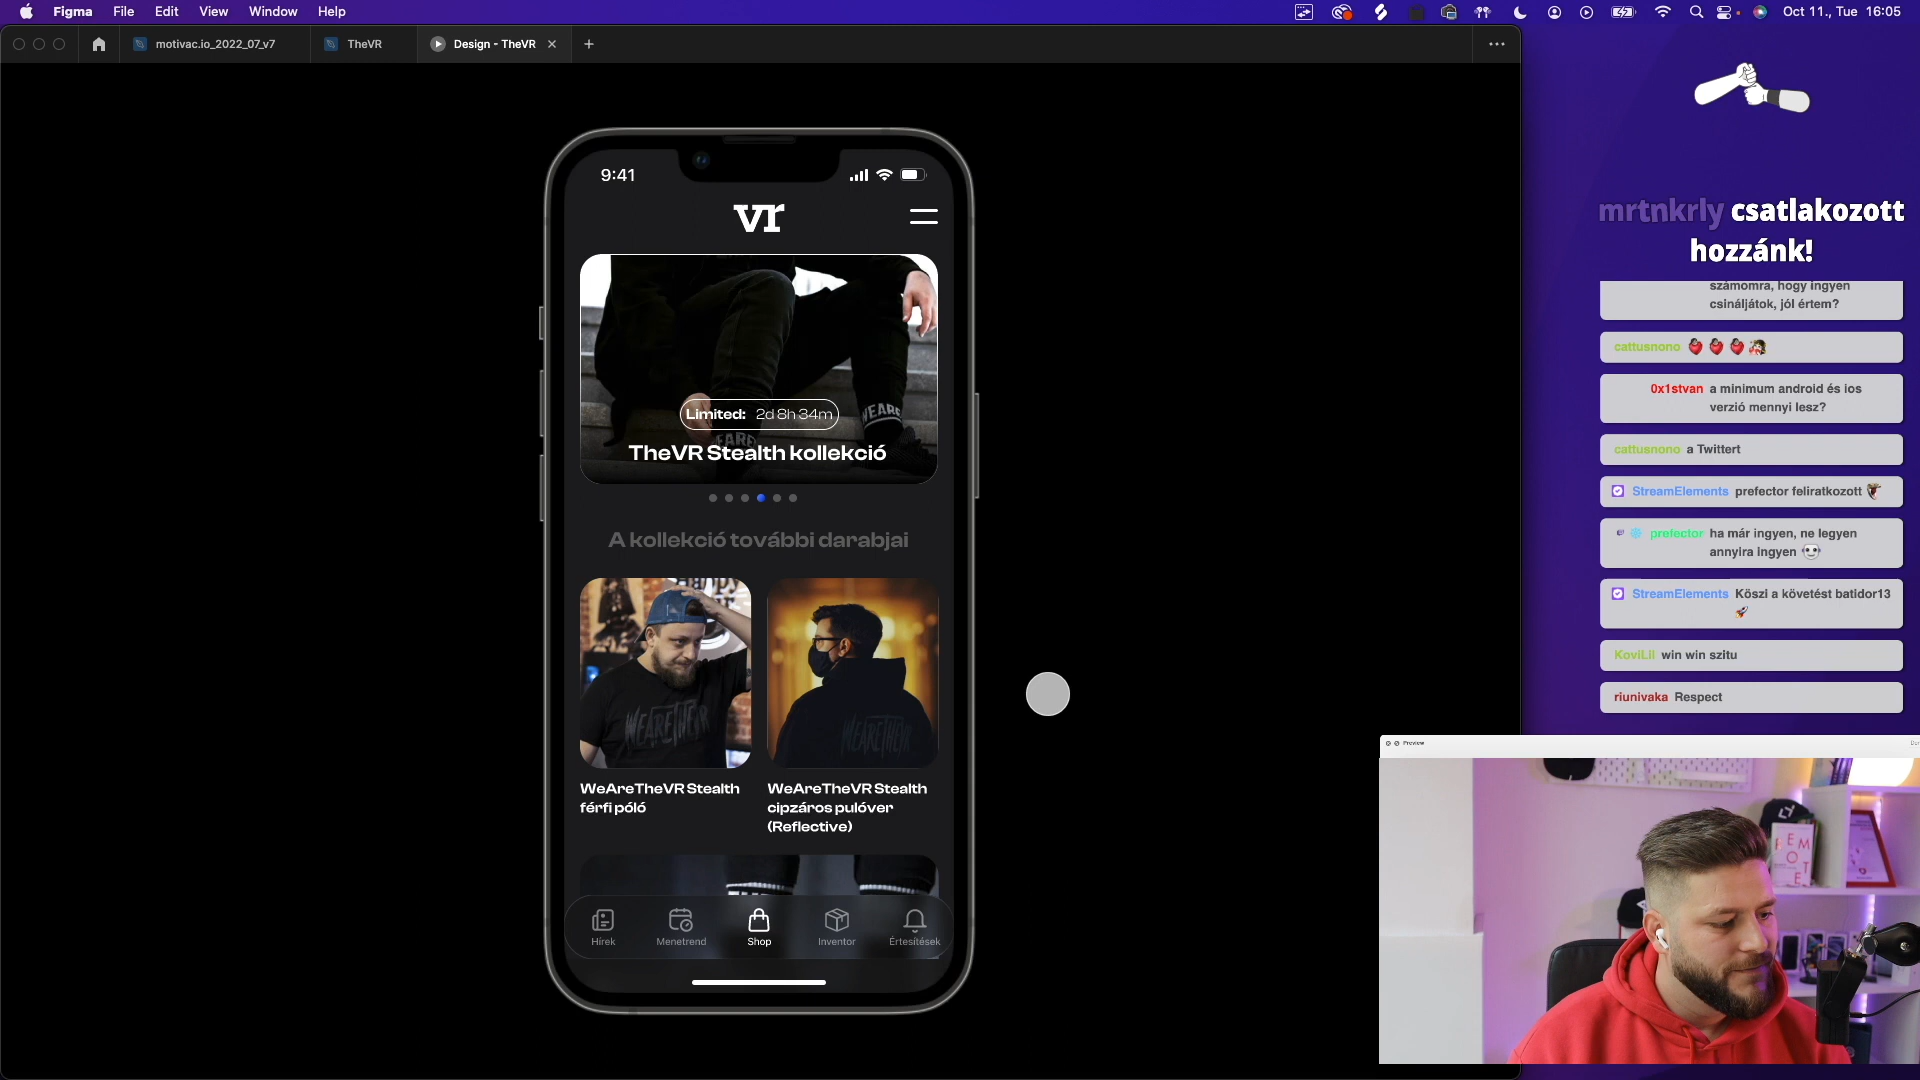 Figma File Edit View Window Help
Oct 11., Tue 16:05
motivac.io_2022_07_v7
TheVR
Design - TheVR
9:41
vr
WEARE
Limited: 2d 8h 34m
TheVR Stealth kollekció
A kollekció további darabjai
WEARETHEVR
WEARETHEVR
WeAreTheVR Stealth
férfi póló
WeAreTheVR Stealth
cipzáros pulóver
(Reflective)
Hírek
Menetrend
Shop
Inventor
Értesítések
mrtnkrly csatlakozott
hozzánk!
számomra, hogy ingyen
csináljátok, jól értem?
cattusnono
0x1stvan a minimum android és ios
verzió mennyi lesz?
cattusnono a Twittert
StreamElements prefector feliratkozott
prefector ha már ingyen, ne legyen
annyira ingyen
StreamElements Köszi a követést batidor13
KoviLil win win szitu
riunivaka Respect
Preview